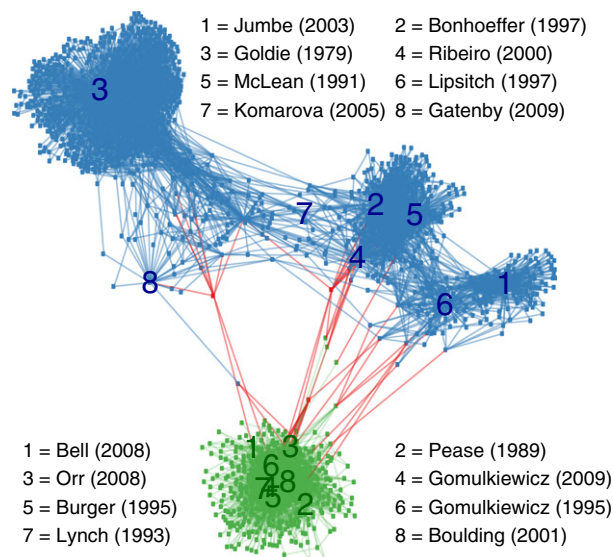 1 = Jumbe (2003) 2 = Bonhoeffer (1997)
3 = Goldie (1979) 4 = Ribeiro (2000)
5 = McLean (1991) 6 = Lipsitch (1997)
7 = Komarova (2005) 8 = Gatenby (2009)
3
7
2
5
4
8
6
1
1
3
6
7
4
8
5
2
1 = Bell (2008) 2 = Pease (1989)
3 = Orr (2008) 4 = Gomulkiewicz (2009)
5 = Burger (1995) 6 = Gomulkiewicz (1995)
7 = Lynch (1993) 8 = Boulding (2001)